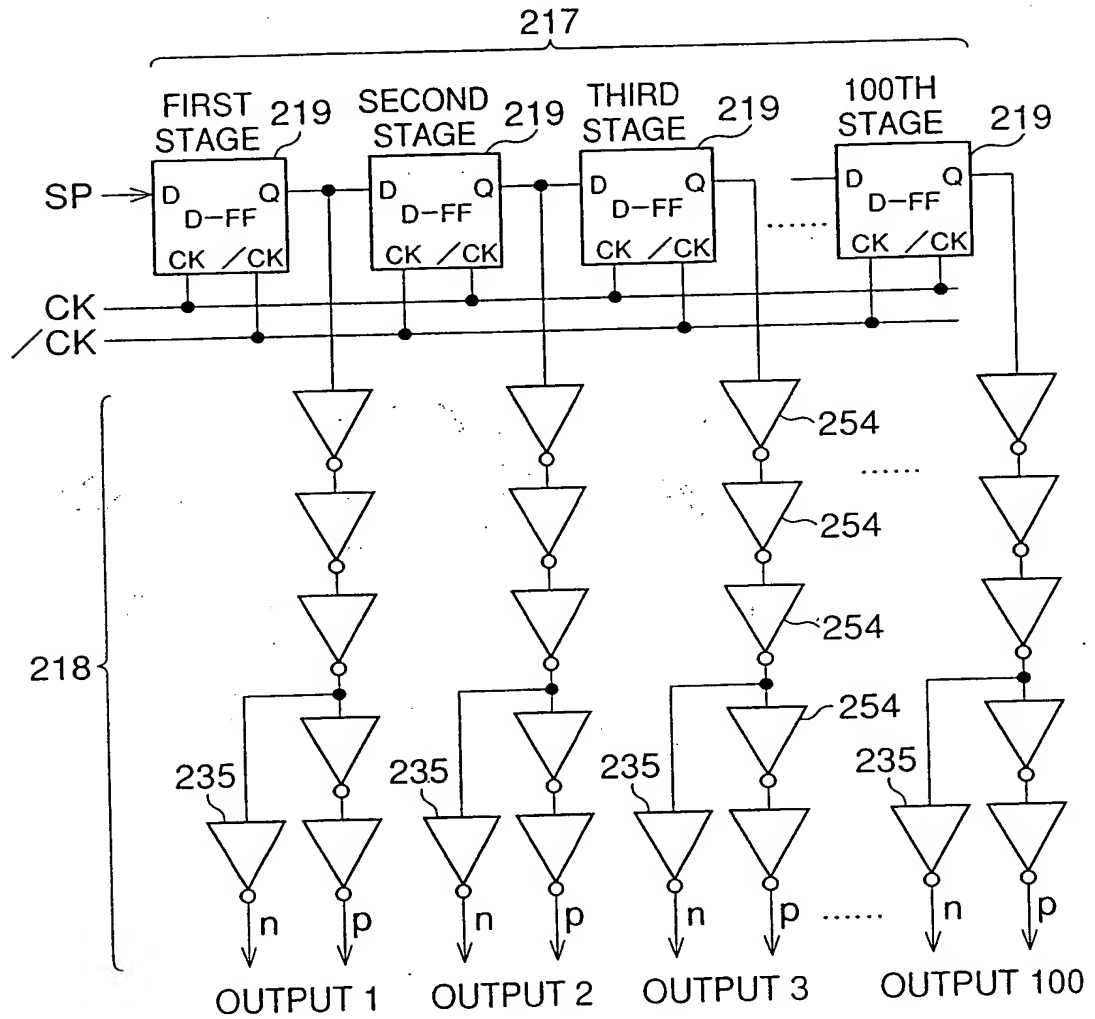 217
FIRST STAGE 219
SECOND STAGE 219
THIRD STAGE 219
100TH STAGE 219
SP D Q D Q D Q D Q
D-FF D-FF D-FF D-FF
CK /CK CK /CK CK /CK CK /CK
......
CK
/CK
254
......
254
254
218
254
235 235 235 235
n p n p n p ...... n p
OUTPUT 1 OUTPUT 2 OUTPUT 3 OUTPUT 100